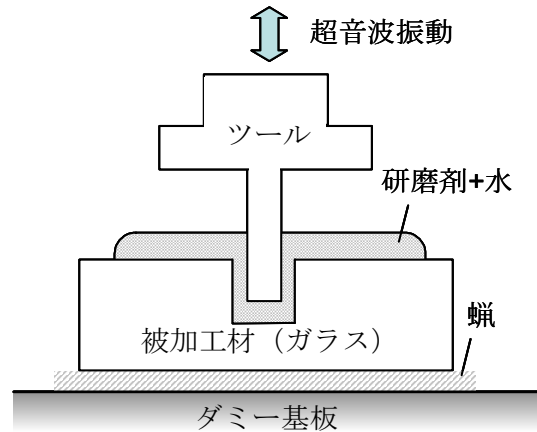 超音波振動
ツール
研磨剤+水
被加工材（ガラス）
蝋
ダミー基板